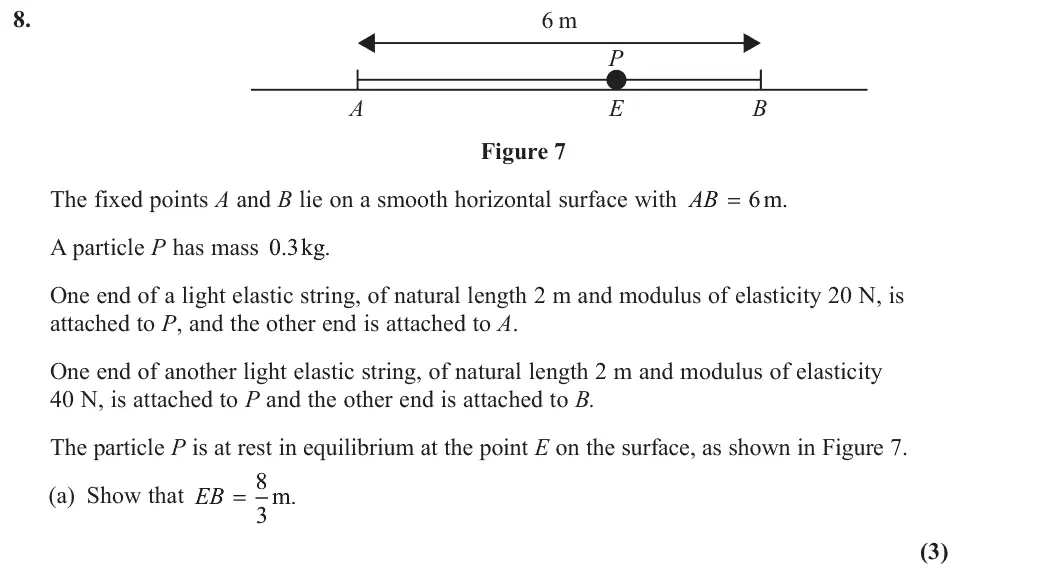 8.
6 m
P
A E B
Figure 7
The fixed points A and B lie on a smooth horizontal surface with AB = 6 m.
A particle P has mass 0.3 kg.
One end of a light elastic string, of natural length 2 m and modulus of elasticity 20 N, is
attached to P, and the other end is attached to A.
One end of another light elastic string, of natural length 2 m and modulus of elasticity
40 N, is attached to P and the other end is attached to B.
The particle P is at rest in equilibrium at the point E on the surface, as shown in Figure 7.
(a) Show that EB = 8/3 m.
(3)